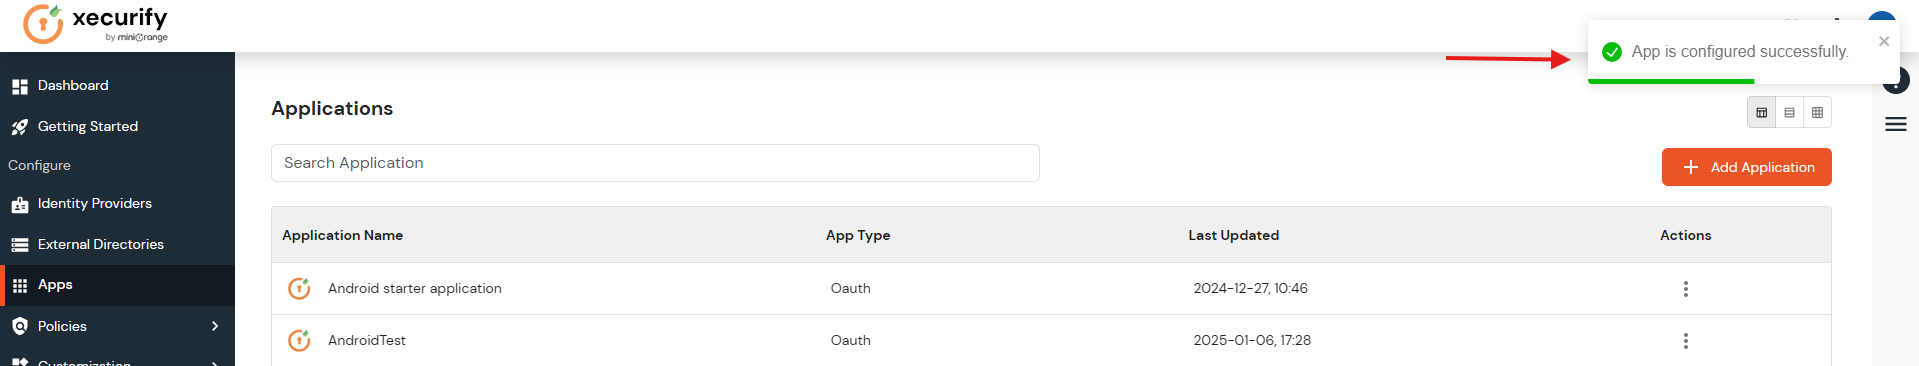 xecurify
by miniOrange
App is configured successfully.
Dashboard
Getting Started
Configure
Identity Providers
External Directories
Apps
Policies
Customization
Applications
Search Application
Add Application
Application Name App Type Last Updated Actions
Android starter application Oauth 2024-12-27, 10:46
AndroidTest Oauth 2025-01-06, 17:28